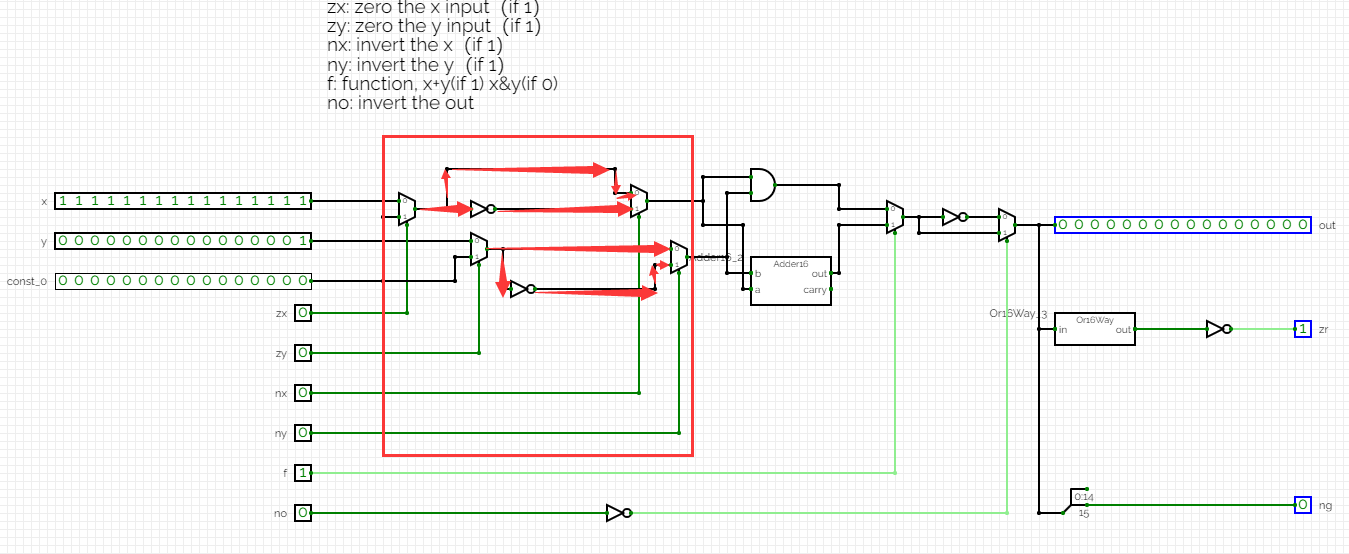 zx: zero the x input (if 1)
zy: zero the y input (if 1)
nx: invert the x (if 1)
ny: invert the y (if 1)
f: function, x+y(if 1) x&y(if 0)
no: invert the out
x 1 1 1 1 1 1 1 1 1 1 1 1 1 1 1 1
y 0 0 0 0 0 0 0 0 0 0 0 0 0 0 0 1
const_0 0 0 0 0 0 0 0 0 0 0 0 0 0 0 0 0
zx 0
zy 0
nx 0
ny 0
f 1
no 0
0
1
0
1
0
1
0
1
Adder16_2
Adder16
b
a
out
carry
0
1
0
1
0 0 0 0 0 0 0 0 0 0 0 0 0 0 0 0 out
Or16Way_3
Or16Way
in
out
1 zr
0:14
15
0 ng